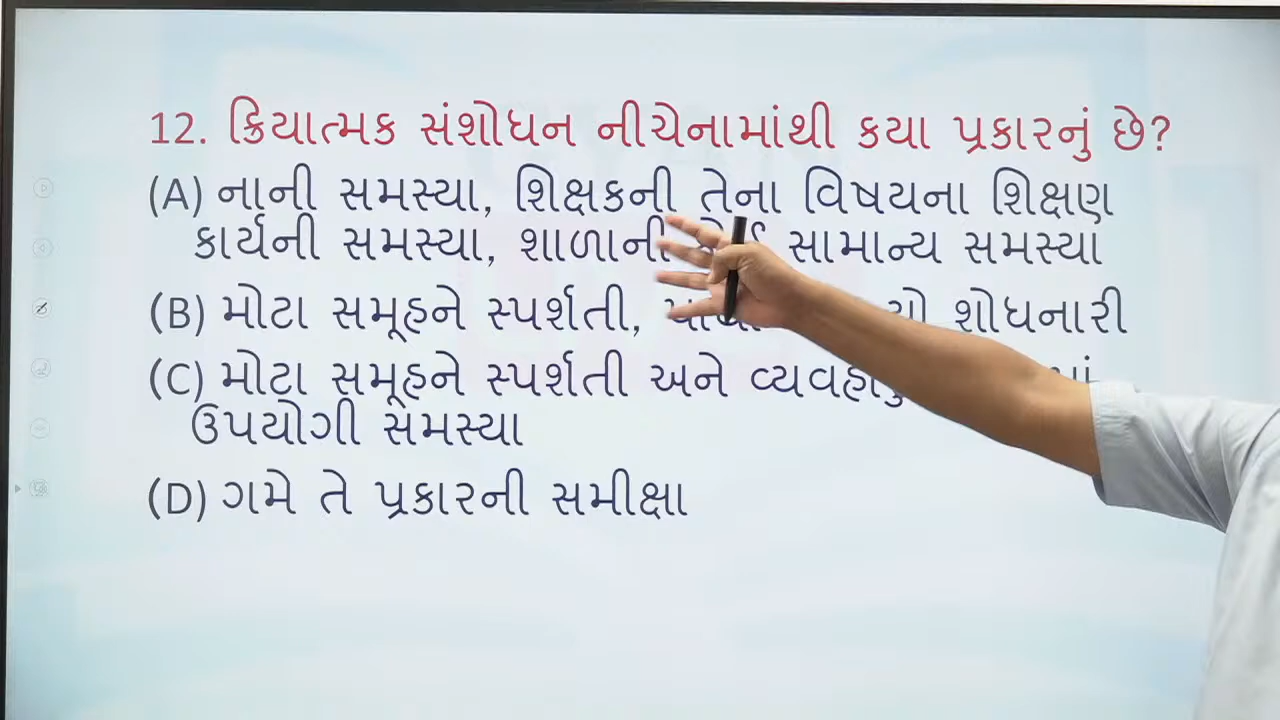 12. ક્રિયાત્મક સંશોધન નીચેનામાંથી કયા પ્રકારનું છે?
(A) નાની સમસ્યા, શિક્ષકની તેના વિષયના શિક્ષણ
કાર્યની સમસ્યા, શાળાની સામાન્ય સમસ્યા
(B) મોટા સમૂહને સ્પર્શતી, શોધનારી
(C) મોટા સમૂહને સ્પર્શતી અને
ઉપયોગી સમસ્યા
(D) ગમે તે પ્રકારની સમીક્ષા